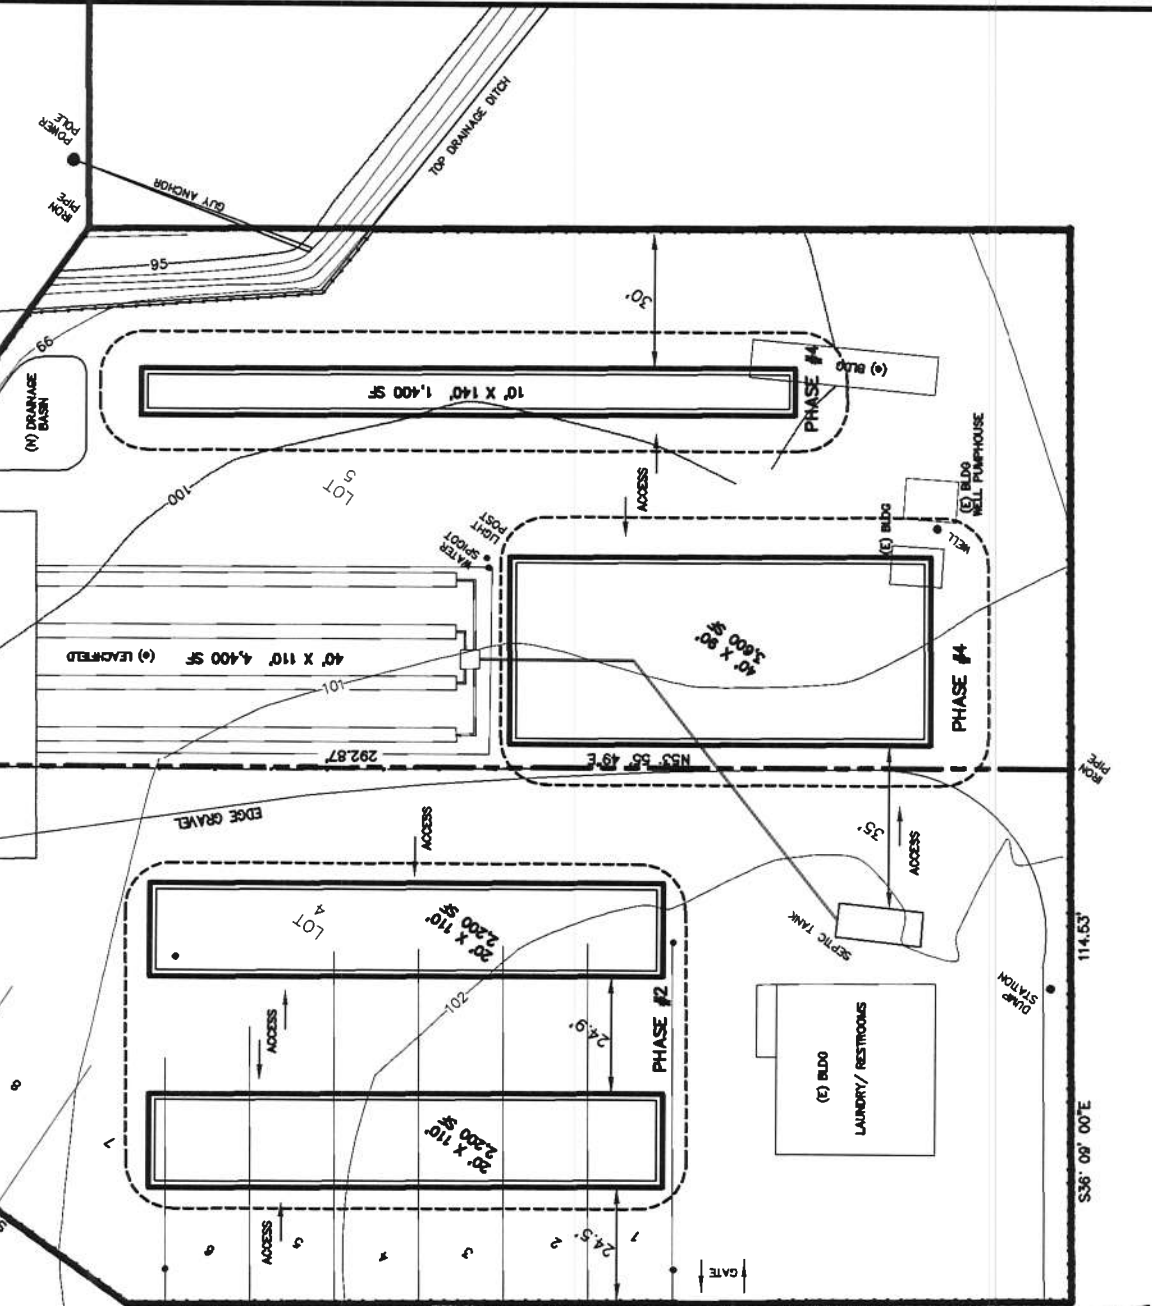 POWER
POLE
IRON
PIPE
GUY ANCHOR
TOP DRAINAGE DITCH
95
99
(N) DRAINAGE
BASIN
30'
10' X 140' 1,400 SF
PHASE #4
(e) BLDG
100
LOT
5
ACCESS
LIGHT
POST
WATER
SPIGOT
(E) BLDG
WELL PUMPHOUSE
WELL
(E) BLDG
40' X 110' 4,400 SF (e) LEACHFIELD
101
40' X 90'
3,600 SF
PHASE #4
292.87'
N53° 55' 49"E
IRON
PIPE
EDGE GRAVEL
ACCESS
35'
ACCESS
LOT
4
20' X 110'
2,200 SF
SEPTIC TANK
114.53'
DUMP
STATION
102
24.9'
PHASE #2
ACCESS
(E) BLDG
LAUNDRY/ RESTROOMS
8
7
20' X 110'
2,200 SF
S36° 09' 00"E
ACCESS
6
5
4
3
2
1
24.5'
GATE